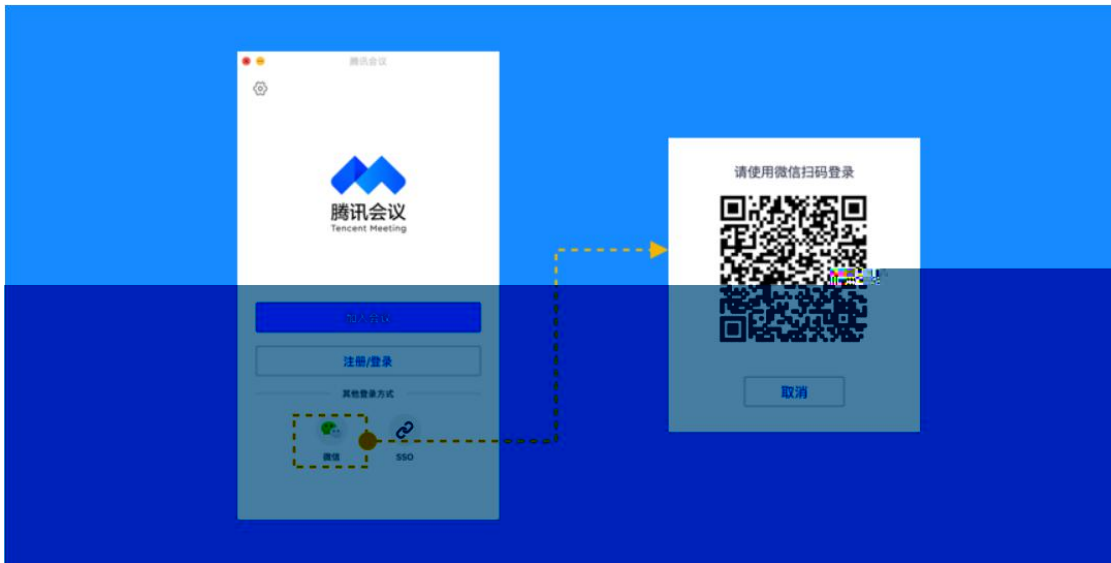 腾讯会议
腾讯会议
Tencent Meeting
加入会议
注册/登录
其他登录方式
微信
SSO
请使用微信扫码登录
取消